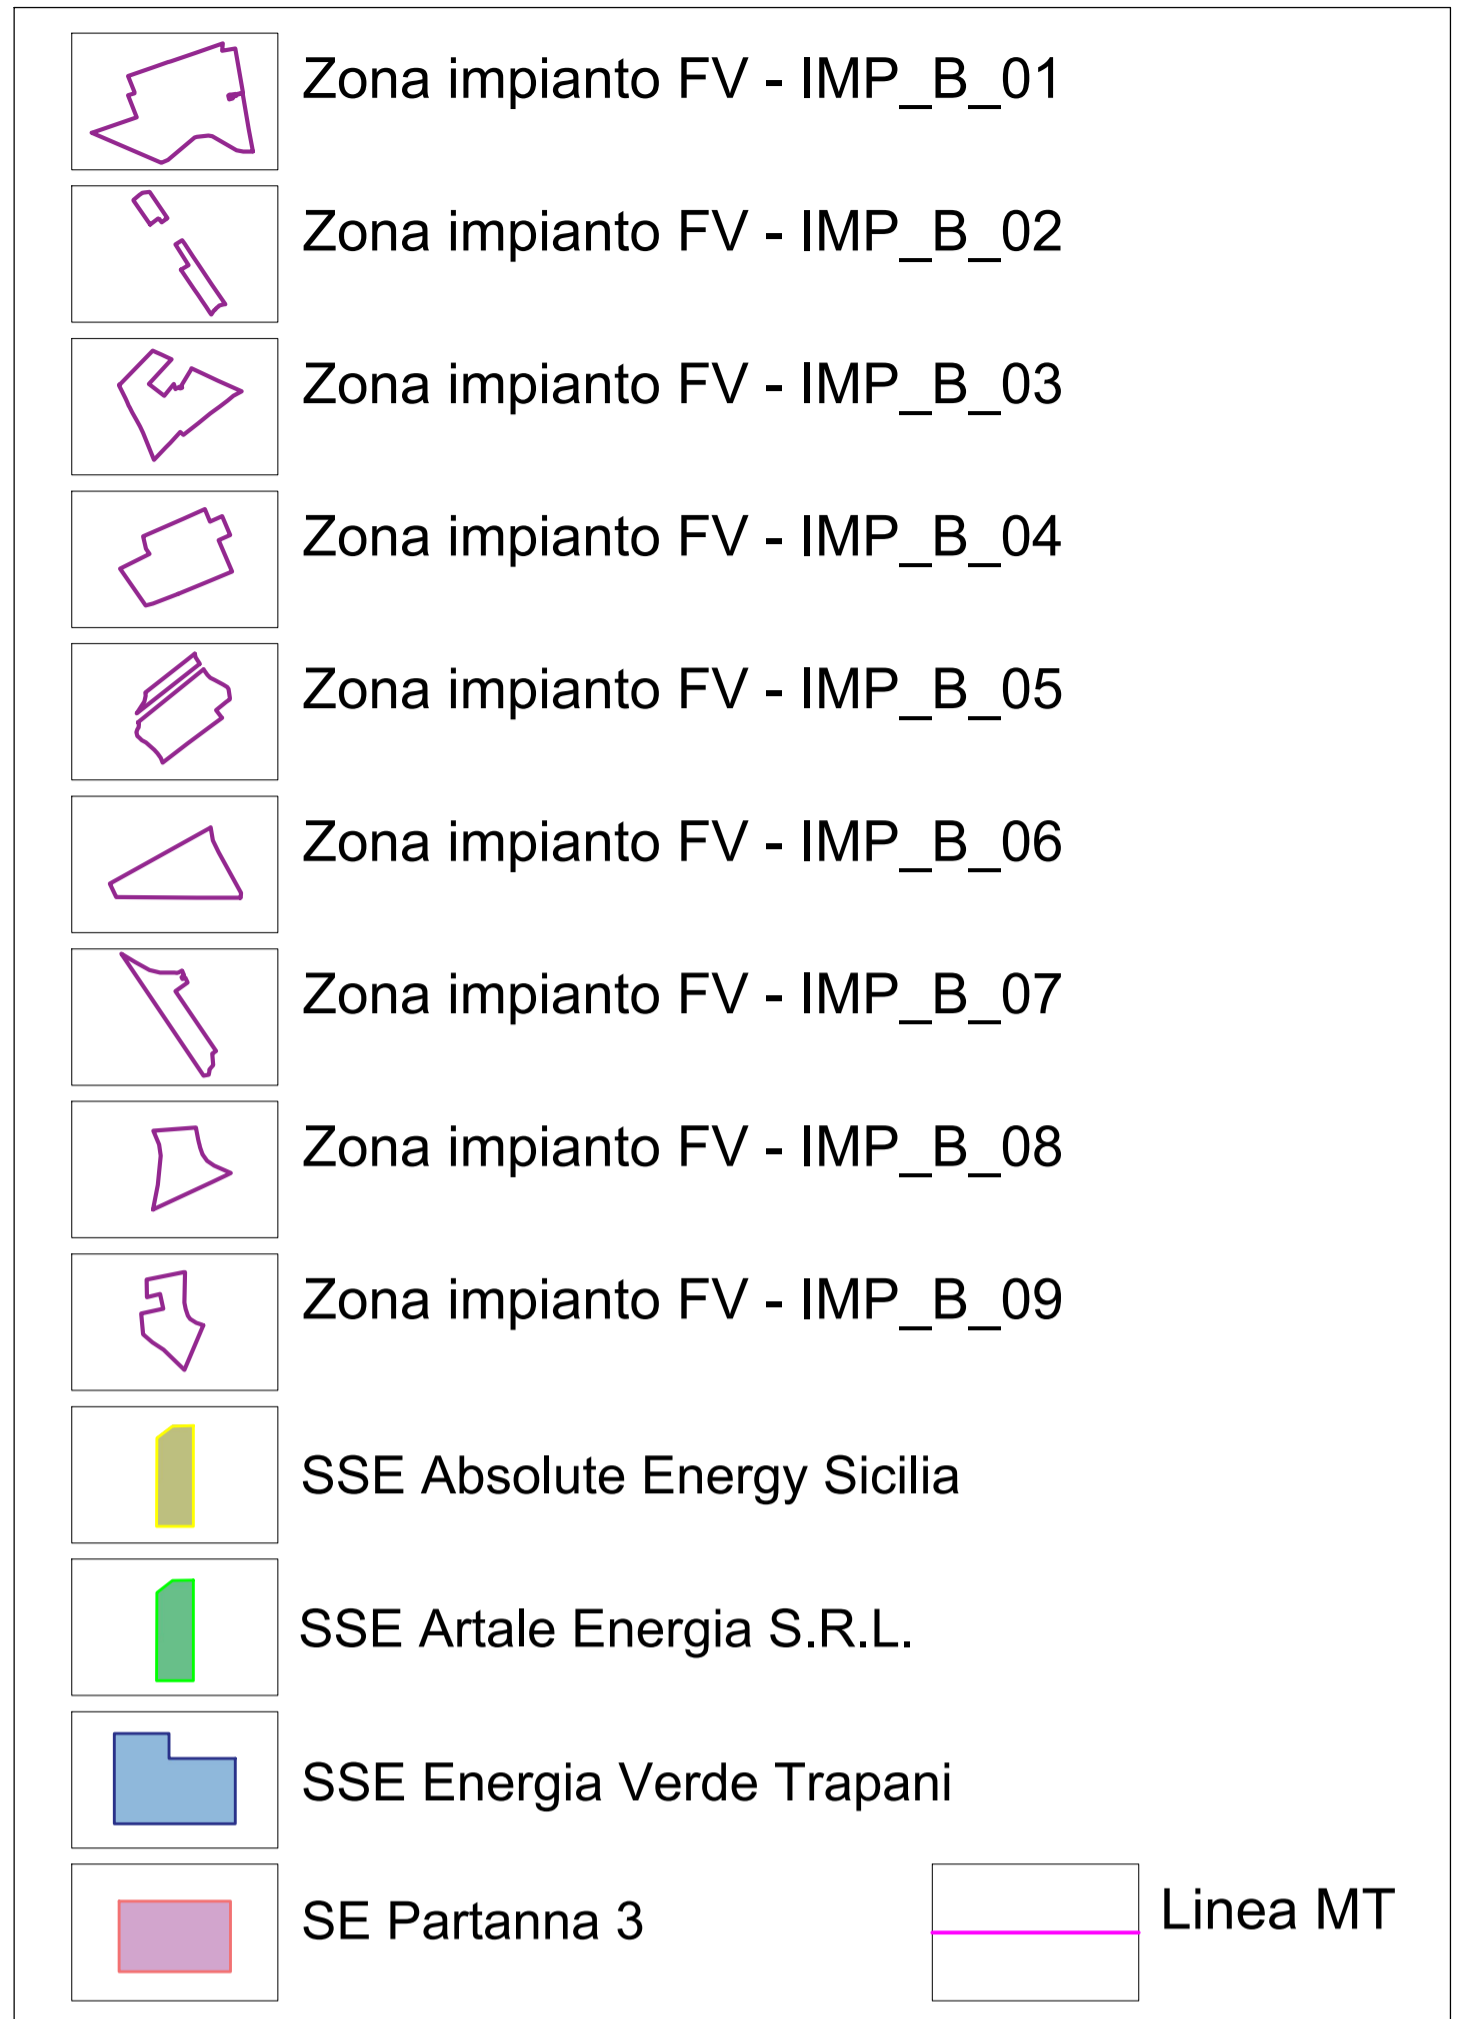 Zona impianto FV - IMP_B_01
Zona impianto FV - IMP_B_02
Zona impianto FV - IMP_B_03
Zona impianto FV - IMP_B_04
Zona impianto FV - IMP_B_05
Zona impianto FV - IMP_B_06
Zona impianto FV - IMP_B_07
Zona impianto FV - IMP_B_08
Zona impianto FV - IMP_B_09
SSE Absolute Energy Sicilia
SSE Artale Energia S.R.L.
SSE Energia Verde Trapani
SE Partanna 3
Linea MT